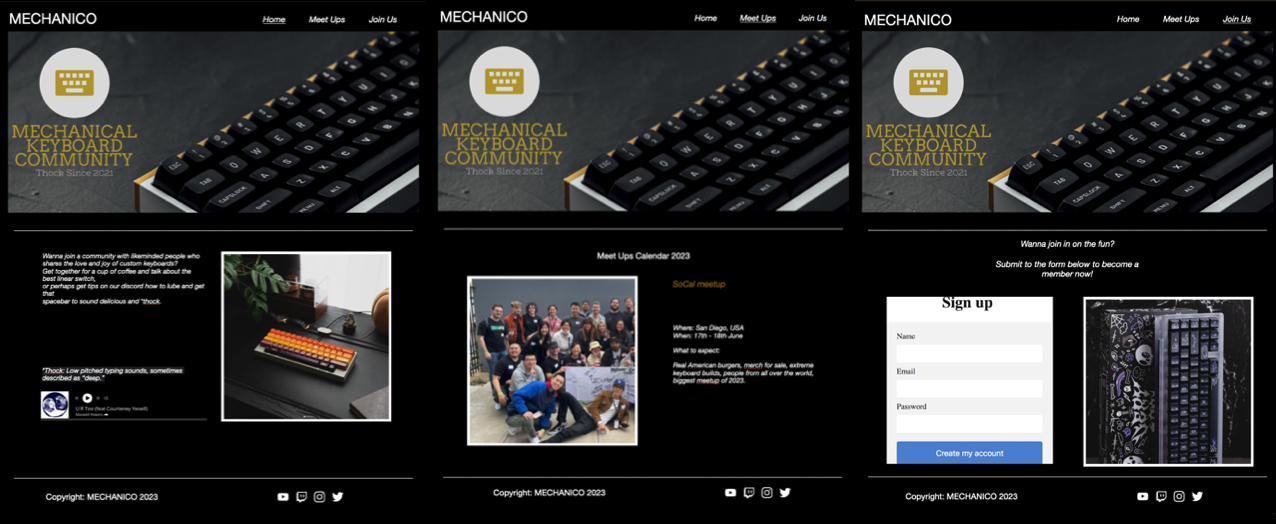 MECHANICO
Home Meet Ups Join Us
MECHANICAL
KEYBOARD
COMMUNITY
Thock Since 2021
Wanna join a community with likeminded people who
shares the love and joy of custom keyboards?
Get together for a cup of coffee and talk about the
best linear switch,
or perhaps get tips on our discord how to lube and get
that
spacebar to sound delicious and *thock.
*Thock: Low pitched typing sounds, sometimes
described as "deep."
Copyright: MECHANICO 2023
MECHANICO
Home Meet Ups Join Us
MECHANICAL
KEYBOARD
COMMUNITY
Thock Since 2021
Meet Ups Calendar 2023
SoCal meetup
Where: San Diego, USA
When: 17th - 18th June
What to expect:
Real American burgers, merch for sale, extreme
keyboard builds, people from all over the world,
biggest meetup of 2023.
Copyright: MECHANICO 2023
MECHANICO
Home Meet Ups Join Us
MECHANICAL
KEYBOARD
COMMUNITY
Thock Since 2021
Wanna join in on the fun?
Submit to the form below to become a
member now!
Sign up
Name
Email
Password
Create my account
Copyright: MECHANICO 2023